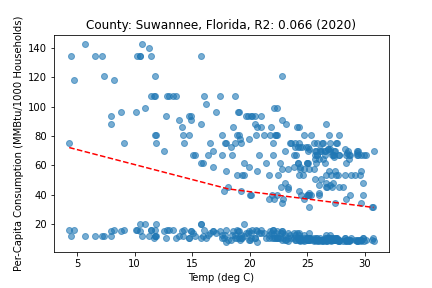 County: Suwannee, Florida, R2: 0.066 (2020)
Per-Capita Consumption (MMBtu/1000 Households)
140
120
100
80
60
40
20
5 10 15 20 25 30
Temp (deg C)